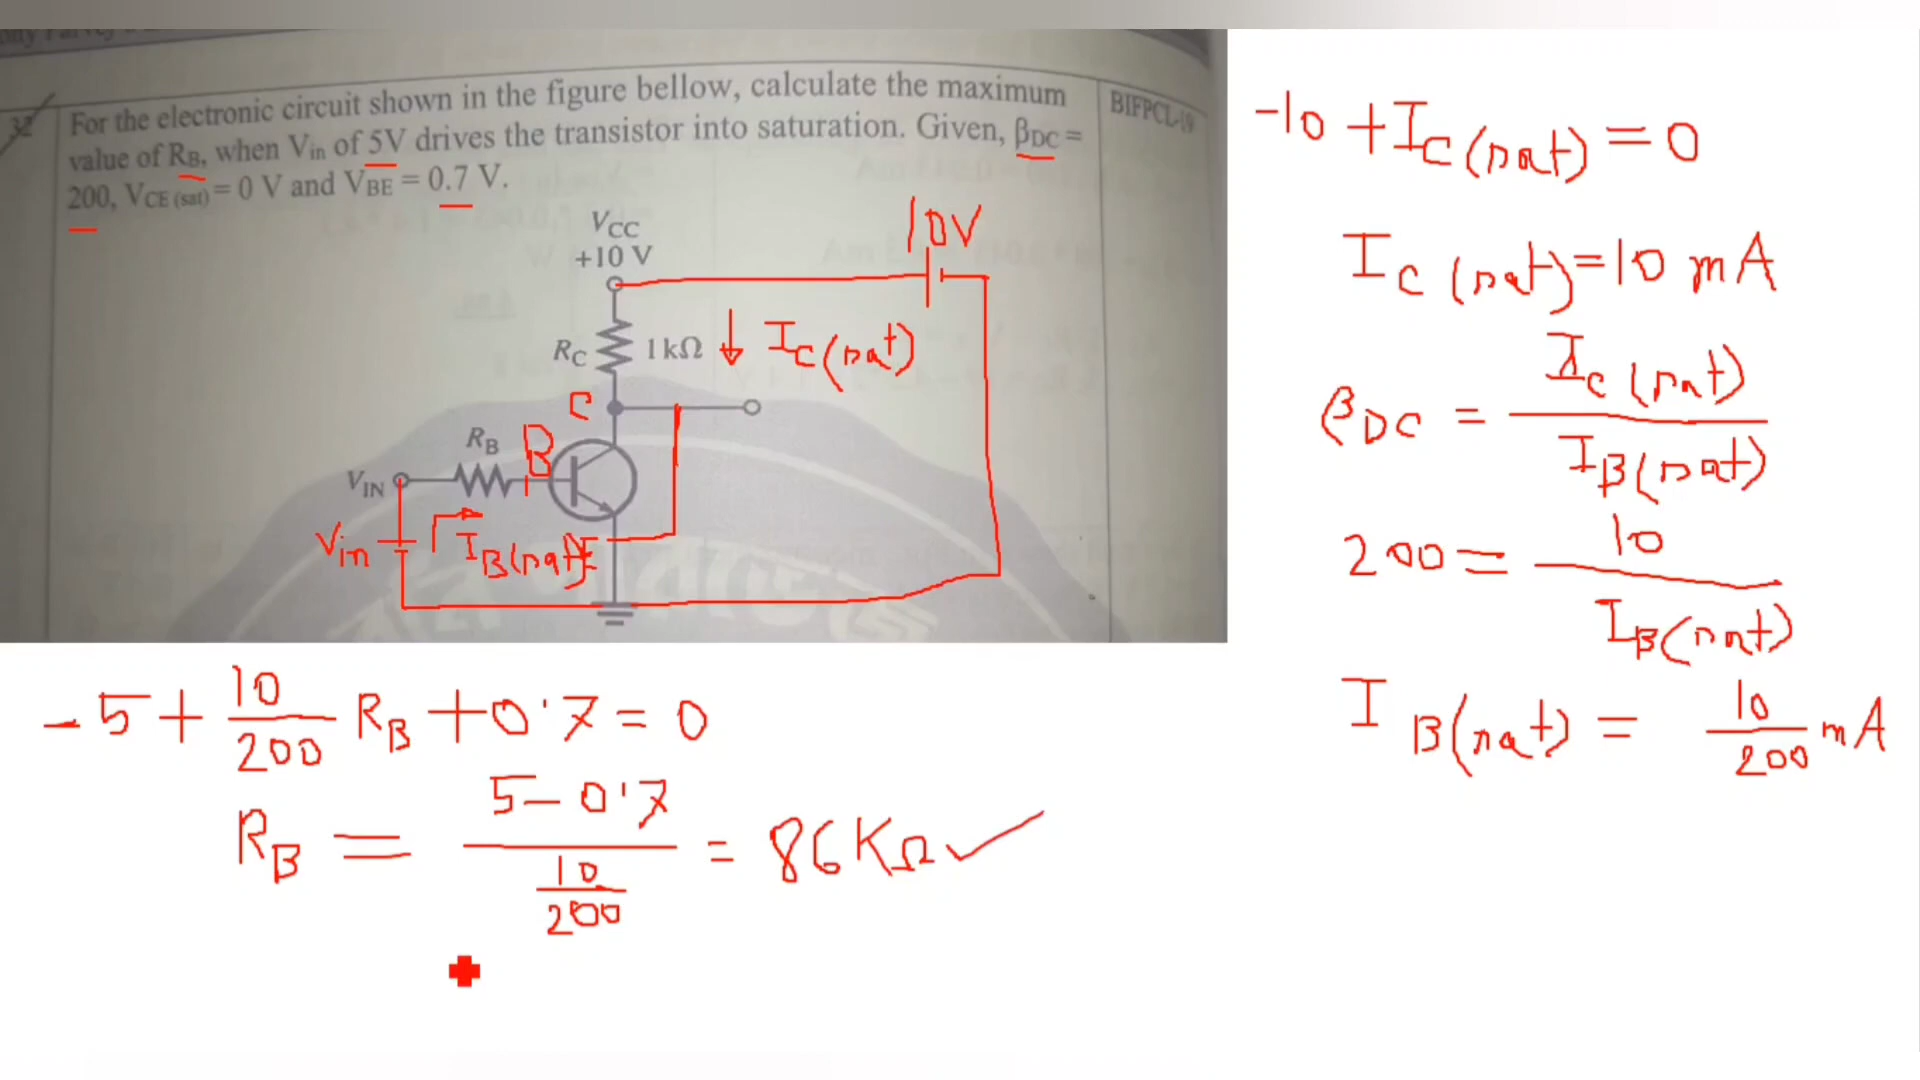 32 For the electronic circuit shown in the figure bellow, calculate the maximum
value of RB, when Vin of 5V drives the transistor into saturation. Given, βDC =
200, VCE (sat) = 0 V and VBE = 0.7 V.
BIFPCL-19
VCC
+10 V
10V
RC 1 kΩ
IC(sat)
C
RB
B
VIN
Vin
IB(sat)
E
-5 + 10/200 RB + 0.7 = 0
RB = (5 - 0.7)/(10/200) = 86 KΩ ✓
-10 + IC(sat) = 0
IC(sat) = 10 mA
βDC = IC(sat)/IB(sat)
200 = 10/IB(sat)
IB(sat) = 10/200 mA